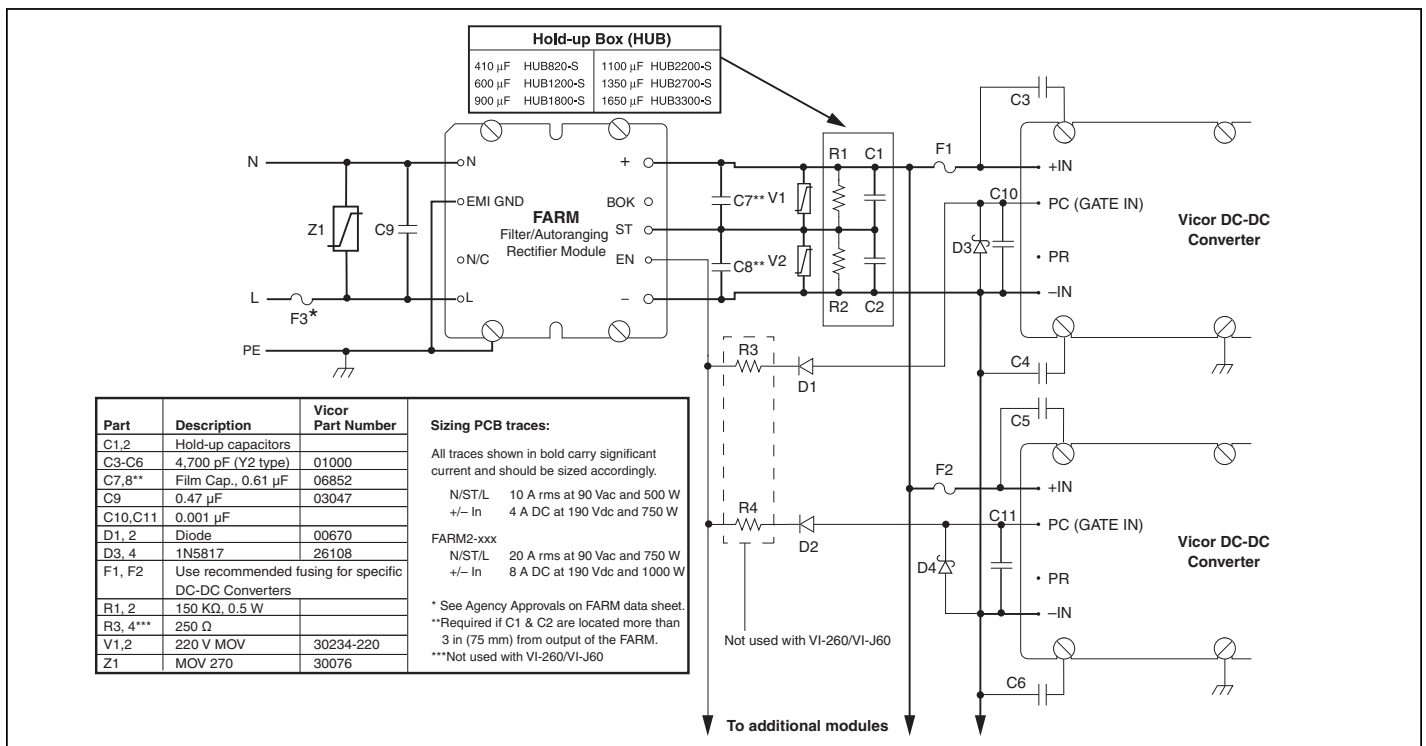 Hold-up Box (HUB)
410 µF HUB820-S 1100 µF HUB2200-S
600 µF HUB1200-S 1350 µF HUB2700-S
900 µF HUB1800-S 1650 µF HUB3300-S
N
Z1
C9
L
F3*
PE
N
EMI GND
N/C
L
FARM
Filter/Autoranging
Rectifier Module
+
BOK
ST
EN
–
C7**
V1
C8**
V2
R1
C1
R2
C2
F1
C3
+IN
C10
PC (GATE IN)
D3
PR
–IN
Vicor DC-DC
Converter
C4
R3
D1
C5
F2
+IN
R4
D2
C11
PC (GATE IN)
D4
PR
–IN
Vicor DC-DC
Converter
C6
Not used with VI-260/VI-J60
To additional modules
Part Description Vicor Part Number
C1,2 Hold-up capacitors
C3-C6 4,700 pF (Y2 type) 01000
C7,8** Film Cap., 0.61 µF 06852
C9 0.47 µF 03047
C10,C11 0.001 µF
D1, 2 Diode 00670
D3, 4 1N5817 26108
F1, F2 Use recommended fusing for specific
DC-DC Converters
R1, 2 150 KΩ, 0.5 W
R3, 4*** 250 Ω
V1,2 220 V MOV 30234-220
Z1 MOV 270 30076
Sizing PCB traces:
All traces shown in bold carry significant
current and should be sized accordingly.
N/ST/L 10 A rms at 90 Vac and 500 W
+/– In 4 A DC at 190 Vdc and 750 W
FARM2-xxx
N/ST/L 20 A rms at 90 Vac and 750 W
+/– In 8 A DC at 190 Vdc and 1000 W
* See Agency Approvals on FARM data sheet.
**Required if C1 & C2 are located more than
3 in (75 mm) from output of the FARM.
***Not used with VI-260/VI-J60